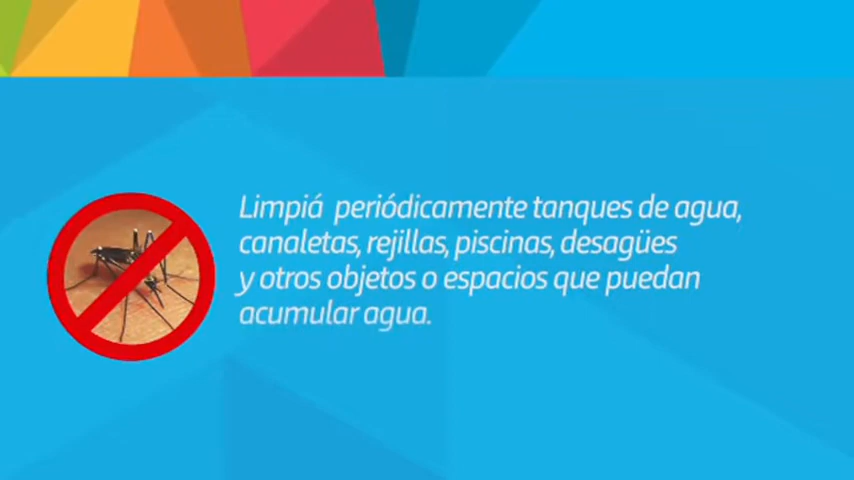 Limpiá periódicamente tanques de agua,
canaletas, rejillas, piscinas, desagües
y otros objetos o espacios que puedan
acumular agua.